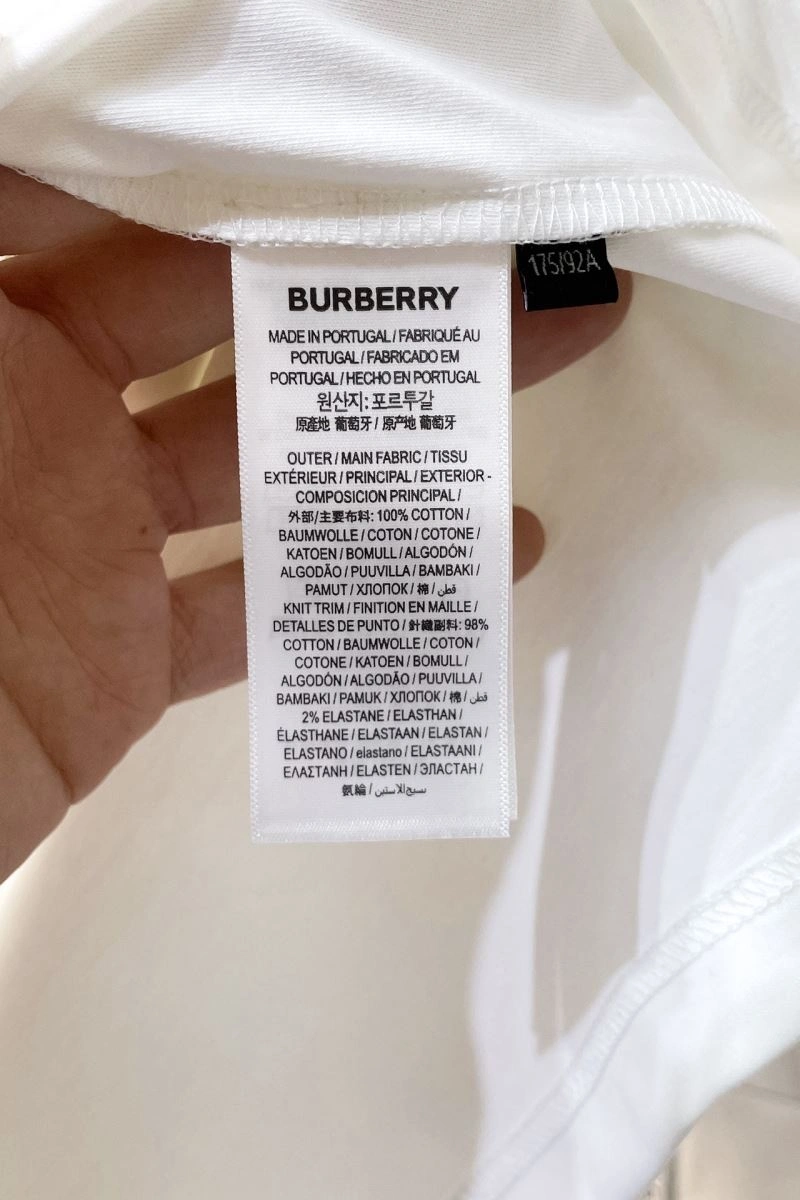 175/92A
BURBERRY
MADE IN PORTUGAL / FABRIQUÉ AU
PORTUGAL / FABRICADO EM
PORTUGAL / HECHO EN PORTUGAL
원산지: 포르투갈
原產地 葡萄牙 / 原产地 葡萄牙
OUTER / MAIN FABRIC / TISSU
EXTÉRIEUR / PRINCIPAL / EXTERIOR -
COMPOSICION PRINCIPAL /
外部/主要布料: 100% COTTON /
BAUMWOLLE / COTON / COTONE /
KATOEN / BOMULL / ALGODÓN /
ALGODÃO / PUUVILLA / BAMBAKI /
PAMUT / ХЛОПОК / 棉 / قطن
KNIT TRIM / FINITION EN MAILLE /
DETALLES DE PUNTO / 針織副料: 98%
COTTON / BAUMWOLLE / COTON /
COTONE / KATOEN / BOMULL /
ALGODÓN / ALGODÃO / PUUVILLA /
BAMBAKI / PAMUK / ХЛОПОК / 棉 / قطن
2% ELASTANE / ELASTHAN /
ÉLASTHANE / ELASTAAN / ELASTAN /
ELASTANO / elastano / ELASTAANI /
ΕΛΑΣΤΑΝΗ / ELASTEN / ЭЛАСТАН /
氨綸 /